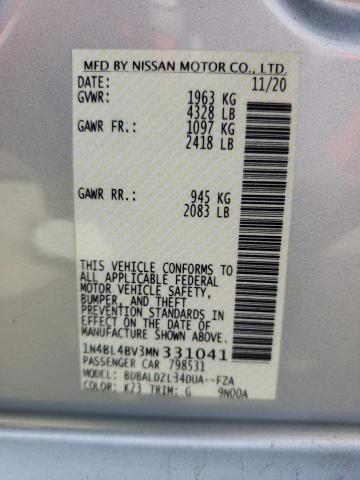 MFD BY NISSAN MOTOR CO., LTD.
DATE: 11/20
GVWR: 1963 KG
4328 LB
GAWR FR: 1097 KG
2418 LB
GAWR RR: 945 KG
2083 LB
THIS VEHICLE CONFORMS TO
ALL APPLICABLE FEDERAL
MOTOR VEHICLE SAFETY,
BUMPER, AND THEFT
PREVENTION STANDARDS IN
EFFECT ON THE DATE OF
MANUFACTURE SHOWN ABOVE.
1N4BL4BV3MN331041
PASSENGER CAR 798531
MODEL: BDBALDZL34DUA--FZA
COLOR: K23 TRIM: G 9N00A